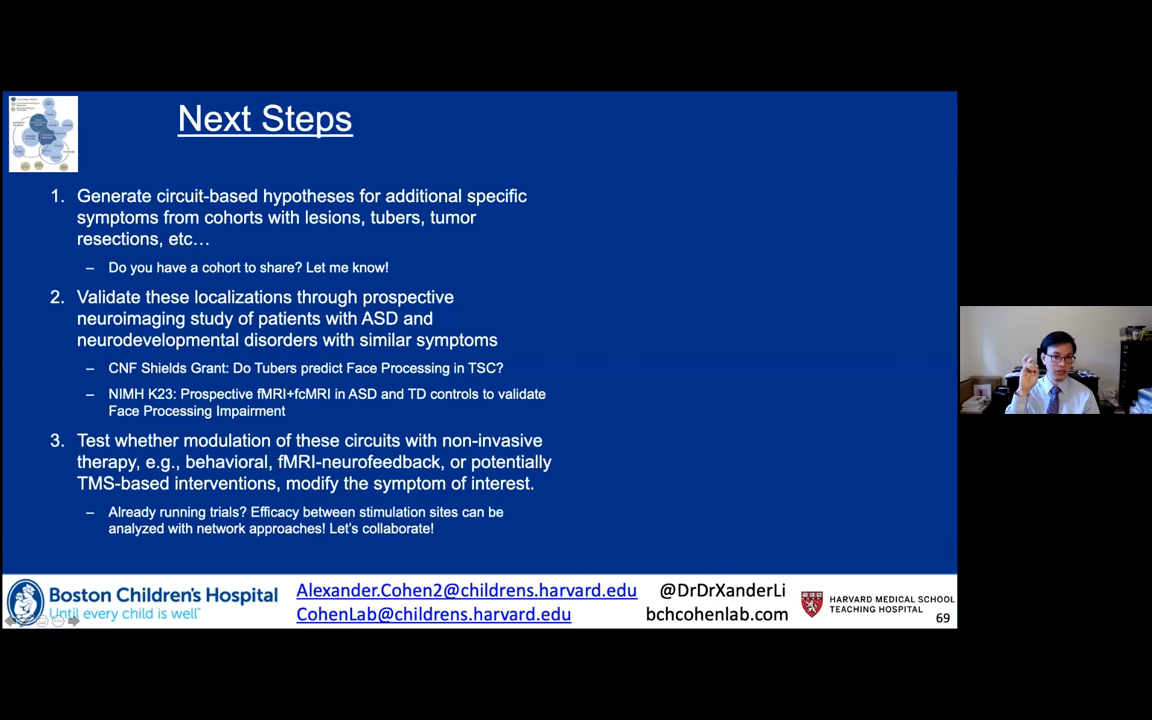 Next Steps
1. Generate circuit-based hypotheses for additional specific
symptoms from cohorts with lesions, tubers, tumor
resections, etc…
– Do you have a cohort to share? Let me know!
2. Validate these localizations through prospective
neuroimaging study of patients with ASD and
neurodevelopmental disorders with similar symptoms
– CNF Shields Grant: Do Tubers predict Face Processing in TSC?
– NIMH K23: Prospective fMRI+fcMRI in ASD and TD controls to validate
Face Processing Impairment
3. Test whether modulation of these circuits with non-invasive
therapy, e.g., behavioral, fMRI-neurofeedback, or potentially
TMS-based interventions, modify the symptom of interest.
– Already running trials? Efficacy between stimulation sites can be
analyzed with network approaches! Let's collaborate!
Boston Children's Hospital
Until every child is well™
Alexander.Cohen2@childrens.harvard.edu
CohenLab@childrens.harvard.edu
@DrDrXanderLi
bchcohenlab.com
HARVARD MEDICAL SCHOOL
TEACHING HOSPITAL
69